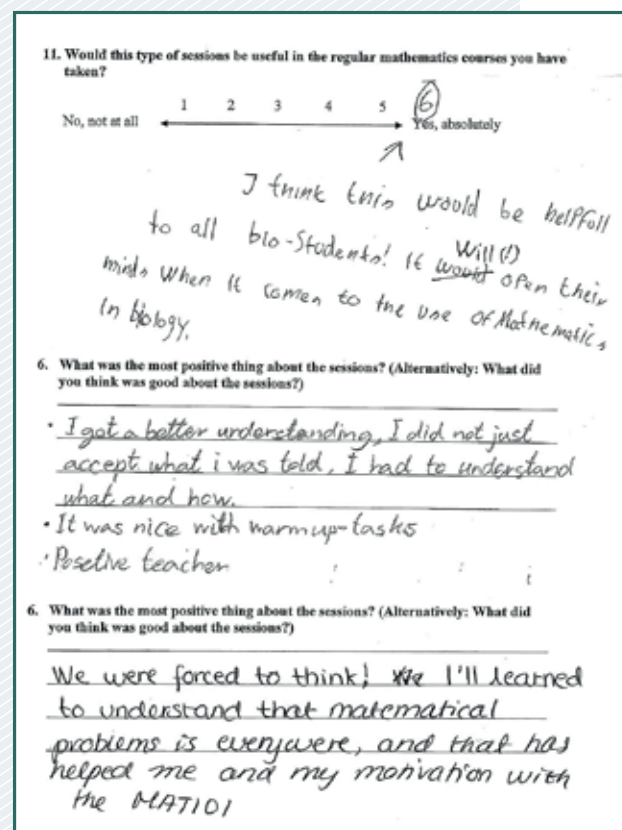 11. Would this type of sessions be useful in the regular mathematics courses you have
taken?
1 2 3 4 5 6
No, not at all Yes, absolutely
I think this would be helpfull
to all bio-Students! It would Will (!) open their
minds when it comes to the use of Mathematics
in biology.
6. What was the most positive thing about the sessions? (Alternatively: What did
you think was good about the sessions?)
• I got a better understanding, I did not just
accept what i was told, I had to understand
what and how.
• It was nice with warmup-tasks
• Posetive teacher
6. What was the most positive thing about the sessions? (Alternatively: What did
you think was good about the sessions?)
We were forced to think! We I'll learned
to understand that matematical
problems is everywere, and that has
helped me and my motivation with
the MAT101